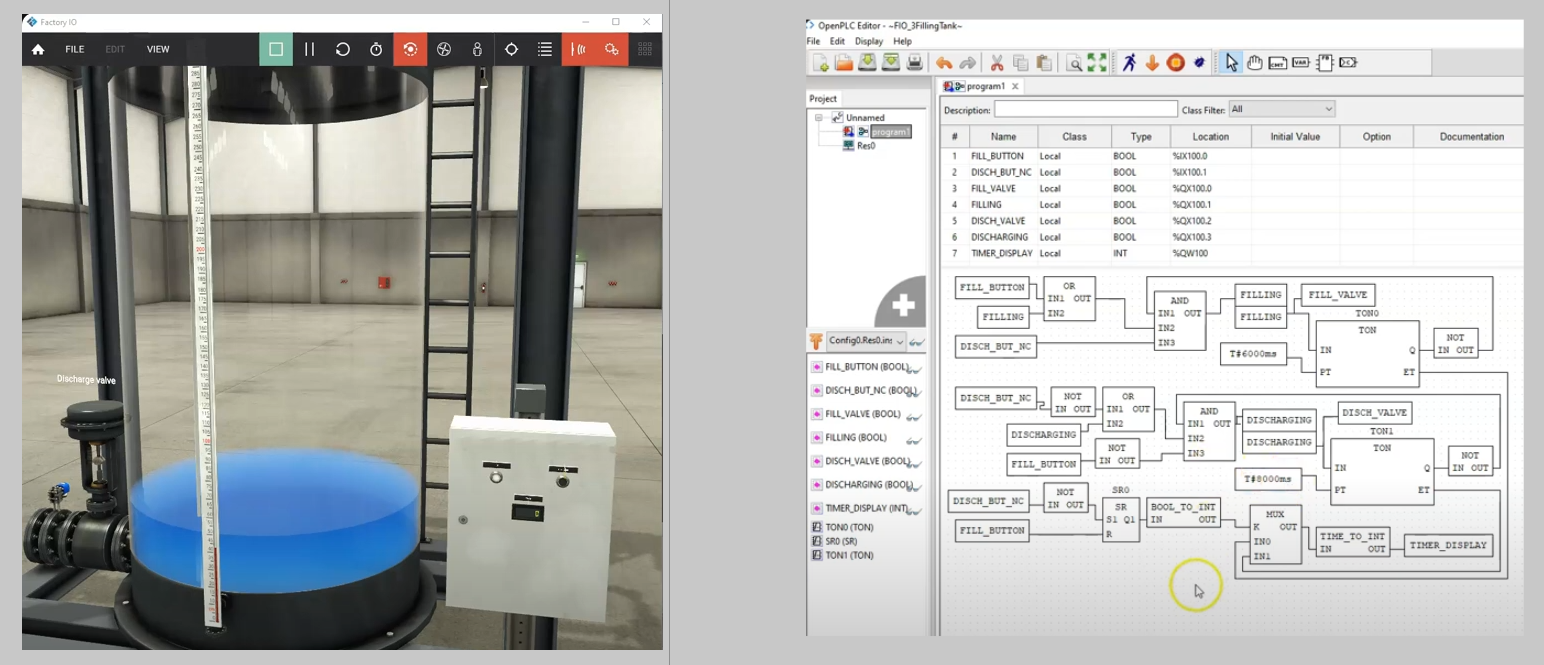 Factory IO
FILE
EDIT
VIEW
Discharge valve
0
OpenPLC Editor - ~FIO_3FillingTank~
File Edit Display Help
program1
Project
Unnamed
program1
Res0
Description:
Class Filter: All
# Name Class Type Location Initial Value Option Documentation
1 FILL_BUTTON Local BOOL %IX100.0
2 DISCH_BUT_NC Local BOOL %IX100.1
3 FILL_VALVE Local BOOL %QX100.0
4 FILLING Local BOOL %QX100.1
5 DISCH_VALVE Local BOOL %QX100.2
6 DISCHARGING Local BOOL %QX100.3
7 TIMER_DISPLAY Local INT %QW100
Config0.Res0.ins
FILL_BUTTON (BOOL)
DISCH_BUT_NC (BOOL)
FILL_VALVE (BOOL)
FILLING (BOOL)
DISCH_VALVE (BOOL)
DISCHARGING (BOOL)
TIMER_DISPLAY (INT)
TON0 (TON)
SR0 (SR)
TON1 (TON)
FILL_BUTTON
FILLING
DISCH_BUT_NC
OR
IN1 OUT
IN2
AND
IN1 OUT
IN2
IN3
FILLING
FILLING
FILL_VALVE
T#6000ms
TON0
TON
IN Q
PT ET
NOT
IN OUT
DISCH_BUT_NC
NOT
IN OUT
DISCHARGING
FILL_BUTTON
NOT
IN OUT
OR
IN1 OUT
IN2
AND
IN1 OUT
IN2
IN3
DISCHARGING
DISCHARGING
DISCH_VALVE
T#8000ms
TON1
TON
IN Q
PT ET
NOT
IN OUT
DISCH_BUT_NC
NOT
IN OUT
FILL_BUTTON
SR0
SR
S1 Q1
R
BOOL_TO_INT
IN OUT
MUX
K OUT
IN0
IN1
TIME_TO_INT
IN OUT
TIMER_DISPLAY